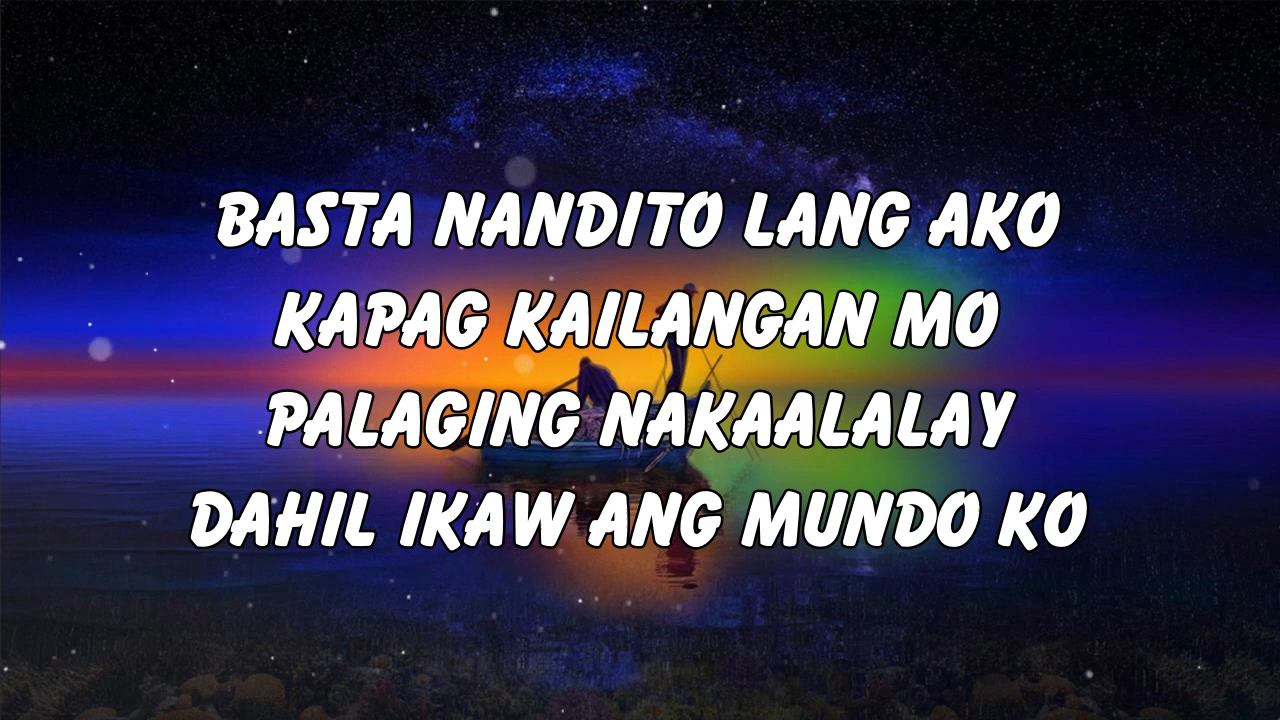 BASTA NANDITO LANG AKO
KAPAG KAILANGAN MO
PALAGING NAKAALALAY
DAHIL IKAW ANG MUNDO KO